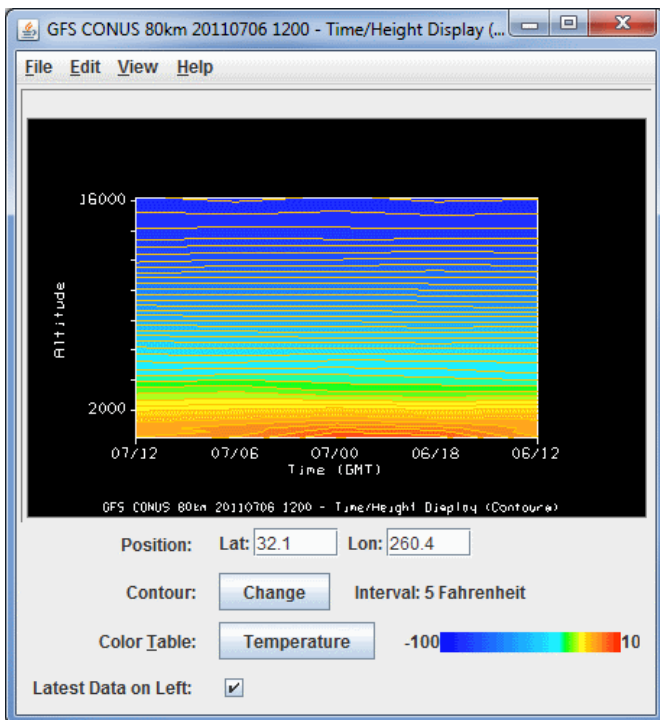 GFS CONUS 80km 20110706 1200 - Time/Height Display (...
File Edit View Help
16000
Altitude
2000
07/12 07/06 07/00 06/18 06/12
Time (GMT)
GFS CONUS 80km 20110706 1200 - Time/Height Display (Contours)
Position: Lat: 32.1 Lon: 260.4
Contour: Change Interval: 5 Fahrenheit
Color Table: Temperature -100 10
Latest Data on Left: